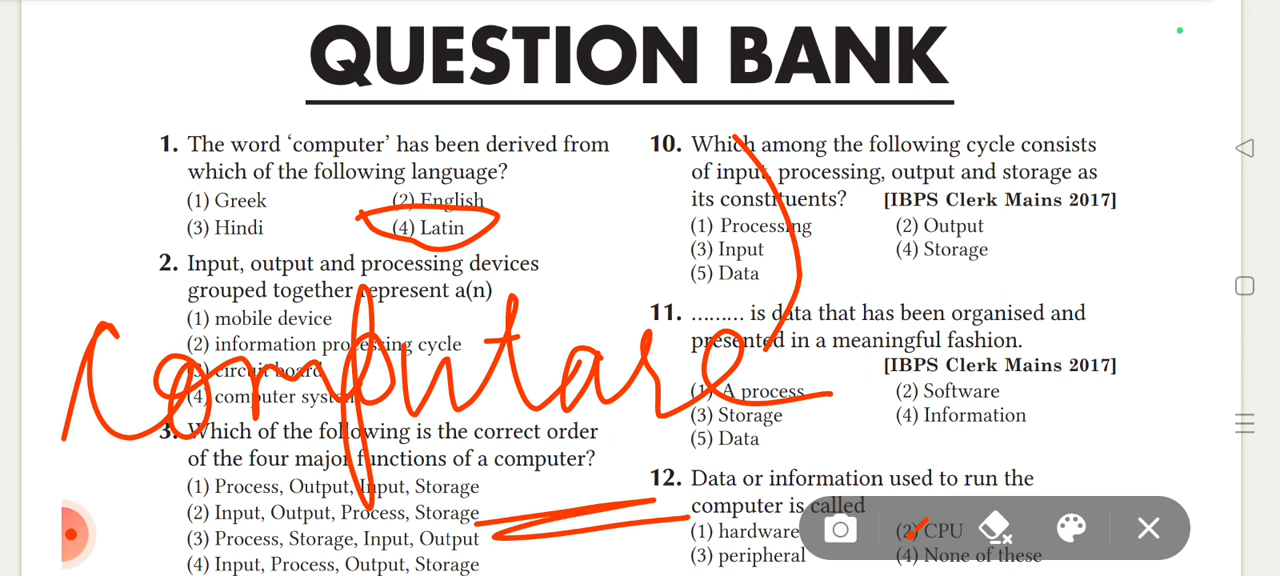 QUESTION BANK
1. The word ‘computer’ has been derived from
which of the following language?
(1) Greek (2) English
(3) Hindi (4) Latin
2. Input, output and processing devices
grouped together represent a(n)
(1) mobile device
(2) information processing cycle
(3) circuit board
(4) computer system
3. Which of the following is the correct order
of the four major functions of a computer?
(1) Process, Output, Input, Storage
(2) Input, Output, Process, Storage
(3) Process, Storage, Input, Output
(4) Input, Process, Output, Storage
Computare
10. Which among the following cycle consists
of input, processing, output and storage as
its constituents? [IBPS Clerk Mains 2017]
(1) Processing (2) Output
(3) Input (4) Storage
(5) Data
11. ......... is data that has been organised and
presented in a meaningful fashion.
[IBPS Clerk Mains 2017]
(1) A process (2) Software
(3) Storage (4) Information
(5) Data
12. Data or information used to run the
computer is called
(1) hardware (2) CPU
(3) peripheral (4) None of these